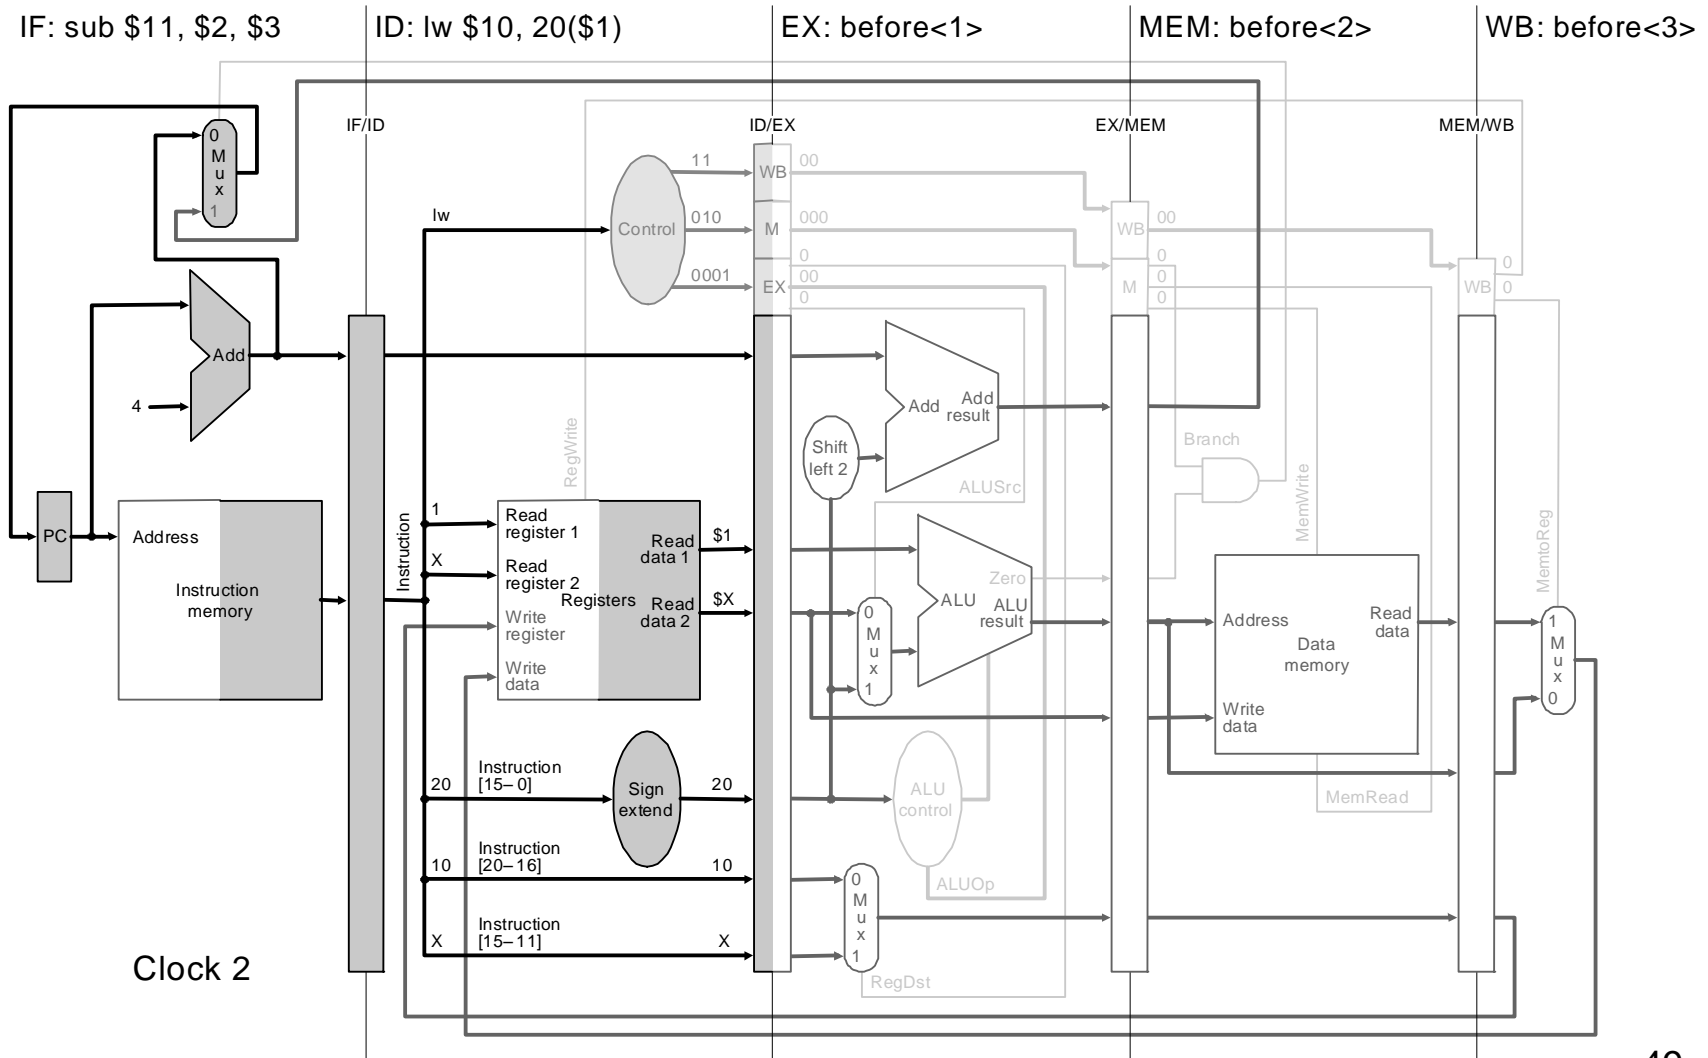 IF: sub $11, $2, $3
ID: lw $10, 20($1)
EX: before<1>
MEM: before<2>
WB: before<3>
IF/ID
ID/EX
EX/MEM
MEM/WB
0
M
u
x
1
lw
Control
11
010
0001
WB
M
EX
00
000
0
00
0
WB
M
00
0
0
0
WB
0
0
Add
4
RegWrite
Shift
left 2
Add
Add
result
ALUSrc
Branch
MemWrite
MemtoReg
PC
Address
Instruction
memory
Instruction
1
X
Read
register 1
Read
register 2
Write
register
Write
data
Registers
Read
data 1
Read
data 2
$1
$X
0
M
u
x
1
Zero
ALU
ALU
result
Address
Write
data
Data
memory
Read
data
1
M
u
x
0
20
Instruction
[15–0]
Sign
extend
20
ALU
control
MemRead
10
Instruction
[20–16]
10
ALUOp
X
Instruction
[15–11]
X
0
M
u
x
1
RegDst
Clock 2